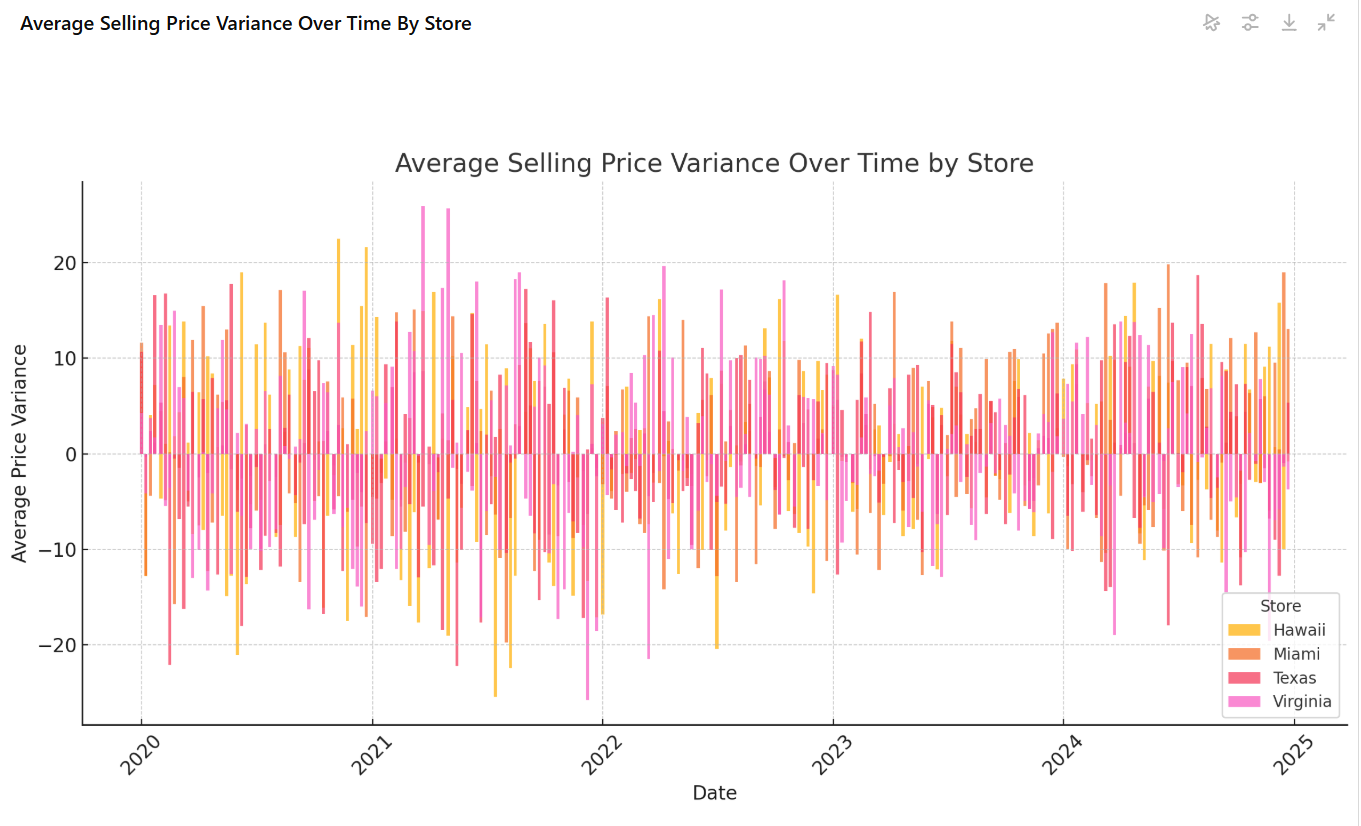 Average Selling Price Variance Over Time By Store
Average Selling Price Variance Over Time by Store
Average Price Variance
20
10
0
−10
−20
Store
Hawaii
Miami
Texas
Virginia
2020
2021
2022
2023
2024
2025
Date